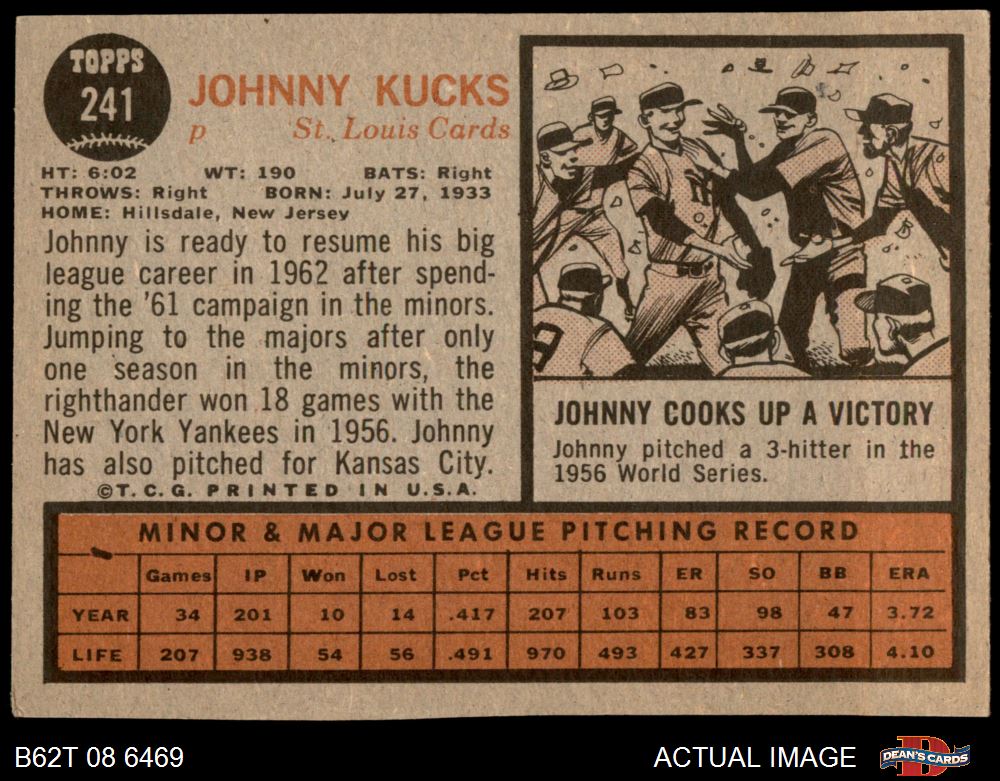 TOPPS
241
JOHNNY KUCKS
p St. Louis Cards
HT: 6:02 WT: 190 BATS: Right
THROWS: Right BORN: July 27, 1933
HOME: Hillsdale, New Jersey
Johnny is ready to resume his big
league career in 1962 after spend-
ing the '61 campaign in the minors.
Jumping to the majors after only
one season in the minors, the
righthander won 18 games with the
New York Yankees in 1956. Johnny
has also pitched for Kansas City.
©T.C.G. PRINTED IN U.S.A.
NY
JOHNNY COOKS UP A VICTORY
Johnny pitched a 3-hitter in the
1956 World Series.
MINOR & MAJOR LEAGUE PITCHING RECORD
Games IP Won Lost Pct Hits Runs ER SO BB ERA
YEAR 34 201 10 14 .417 207 103 83 98 47 3.72
LIFE 207 938 54 56 .491 970 493 427 337 308 4.10
B62T 08 6469
ACTUAL IMAGE
DEAN'S CARDS